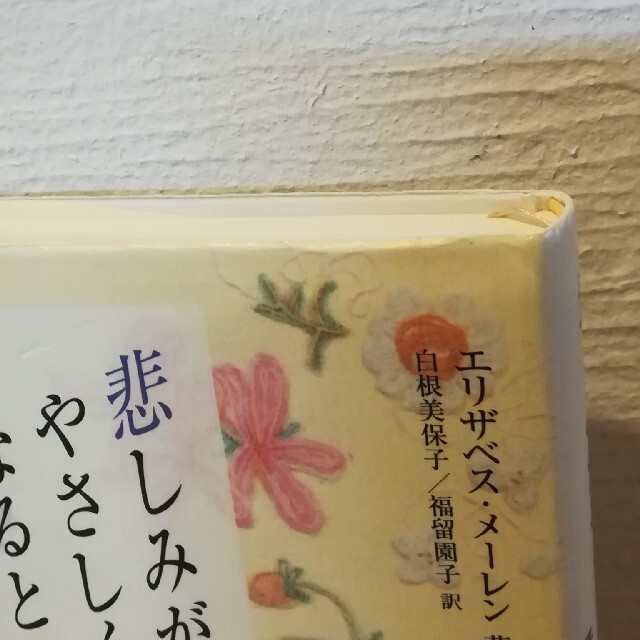 エリザベス・メーレン
白根美保子／福留園子 訳
悲しみが
やさしく
なると